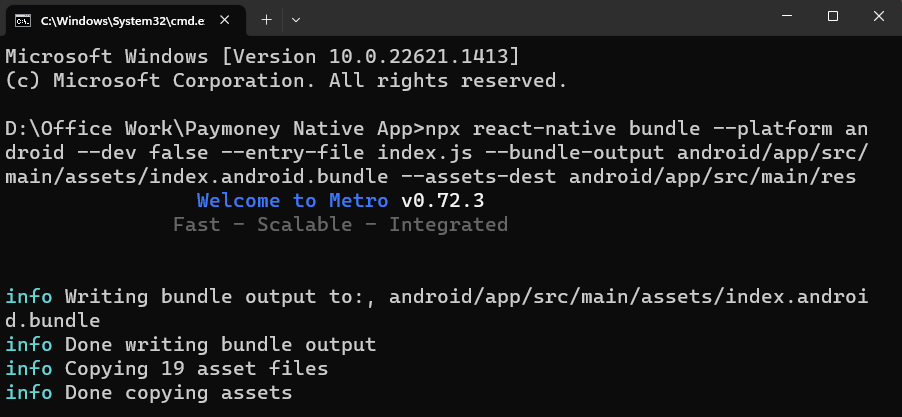 C:\Windows\System32\cmd.e
Microsoft Windows [Version 10.0.22621.1413]
(c) Microsoft Corporation. All rights reserved.
D:\Office Work\Paymoney Native App>npx react-native bundle --platform an
droid --dev false --entry-file index.js --bundle-output android/app/src/
main/assets/index.android.bundle --assets-dest android/app/src/main/res
Welcome to Metro v0.72.3
Fast - Scalable - Integrated
info Writing bundle output to:, android/app/src/main/assets/index.androi
d.bundle
info Done writing bundle output
info Copying 19 asset files
info Done copying assets